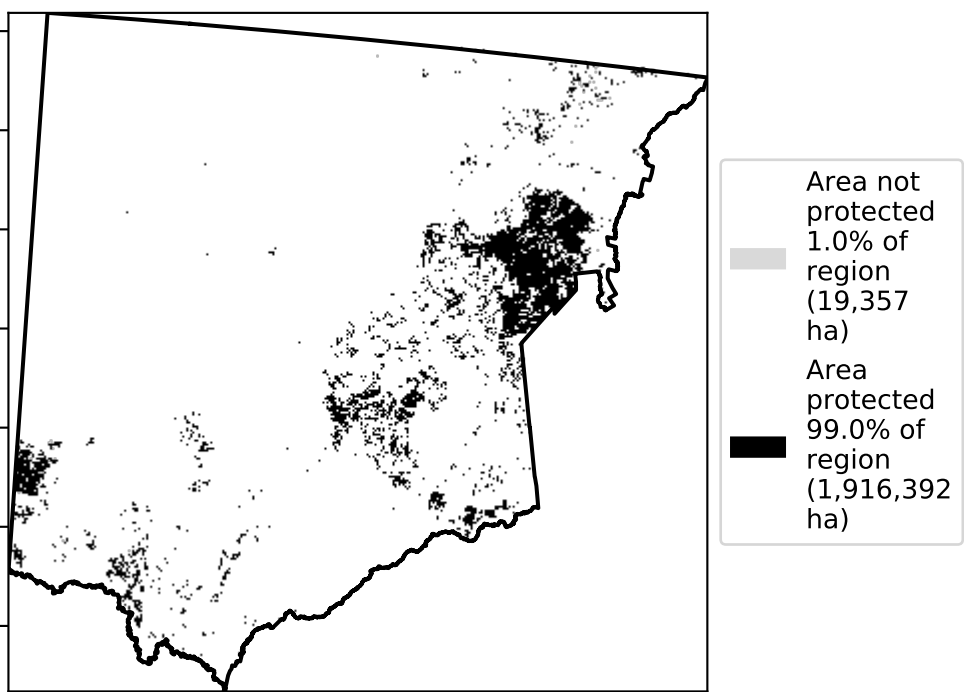 Area not
protected
1.0% of
region
(19,357
ha)
Area
protected
99.0% of
region
(1,916,392
ha)